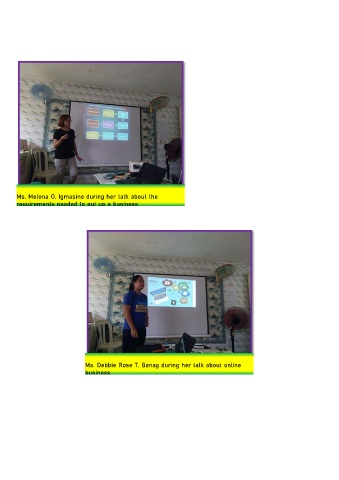 Ms. Melona O. Igmasine during her talk about the
requirements needed to put up a business
Ms. Debbie Rose T. Banag during her talk about online
business